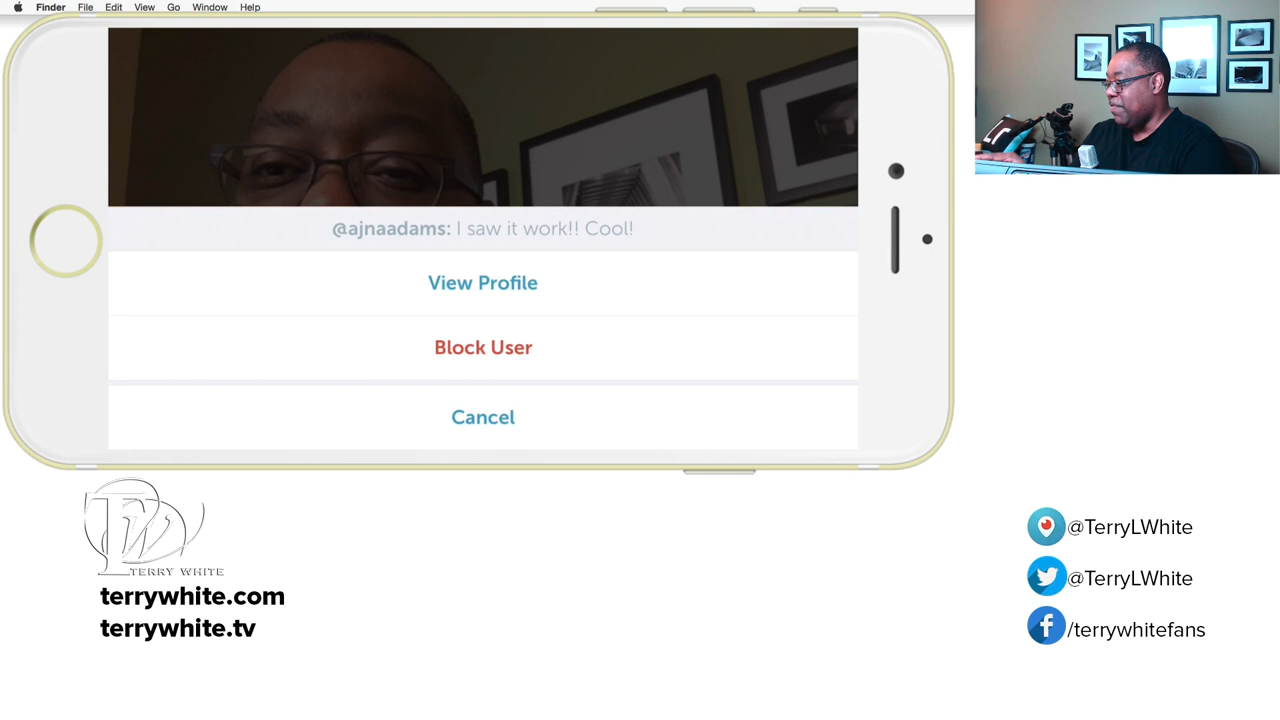 Finder File Edit View Go Window Help
@ajnaadams: I saw it work!! Cool!
View Profile
Block User
Cancel
TERRY WHITE
terrywhite.com
terrywhite.tv
@TerryLWhite
@TerryLWhite
/terrywhitefans